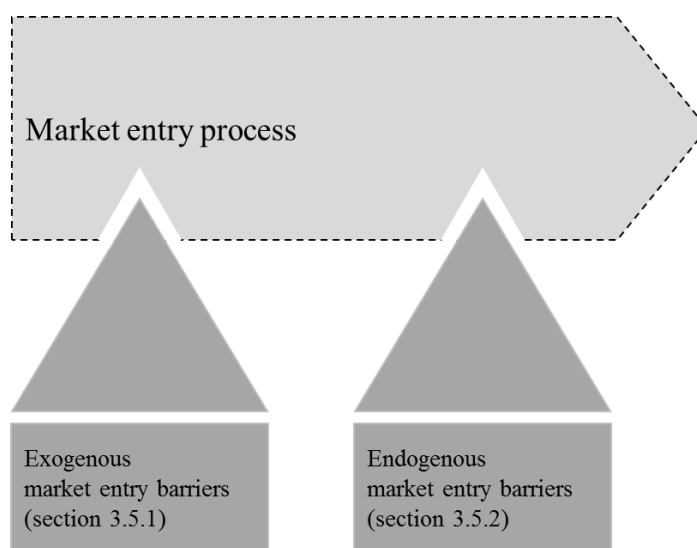 Market entry process
Exogenous
market entry barriers
(section 3.5.1)
Endogenous
market entry barriers
(section 3.5.2)